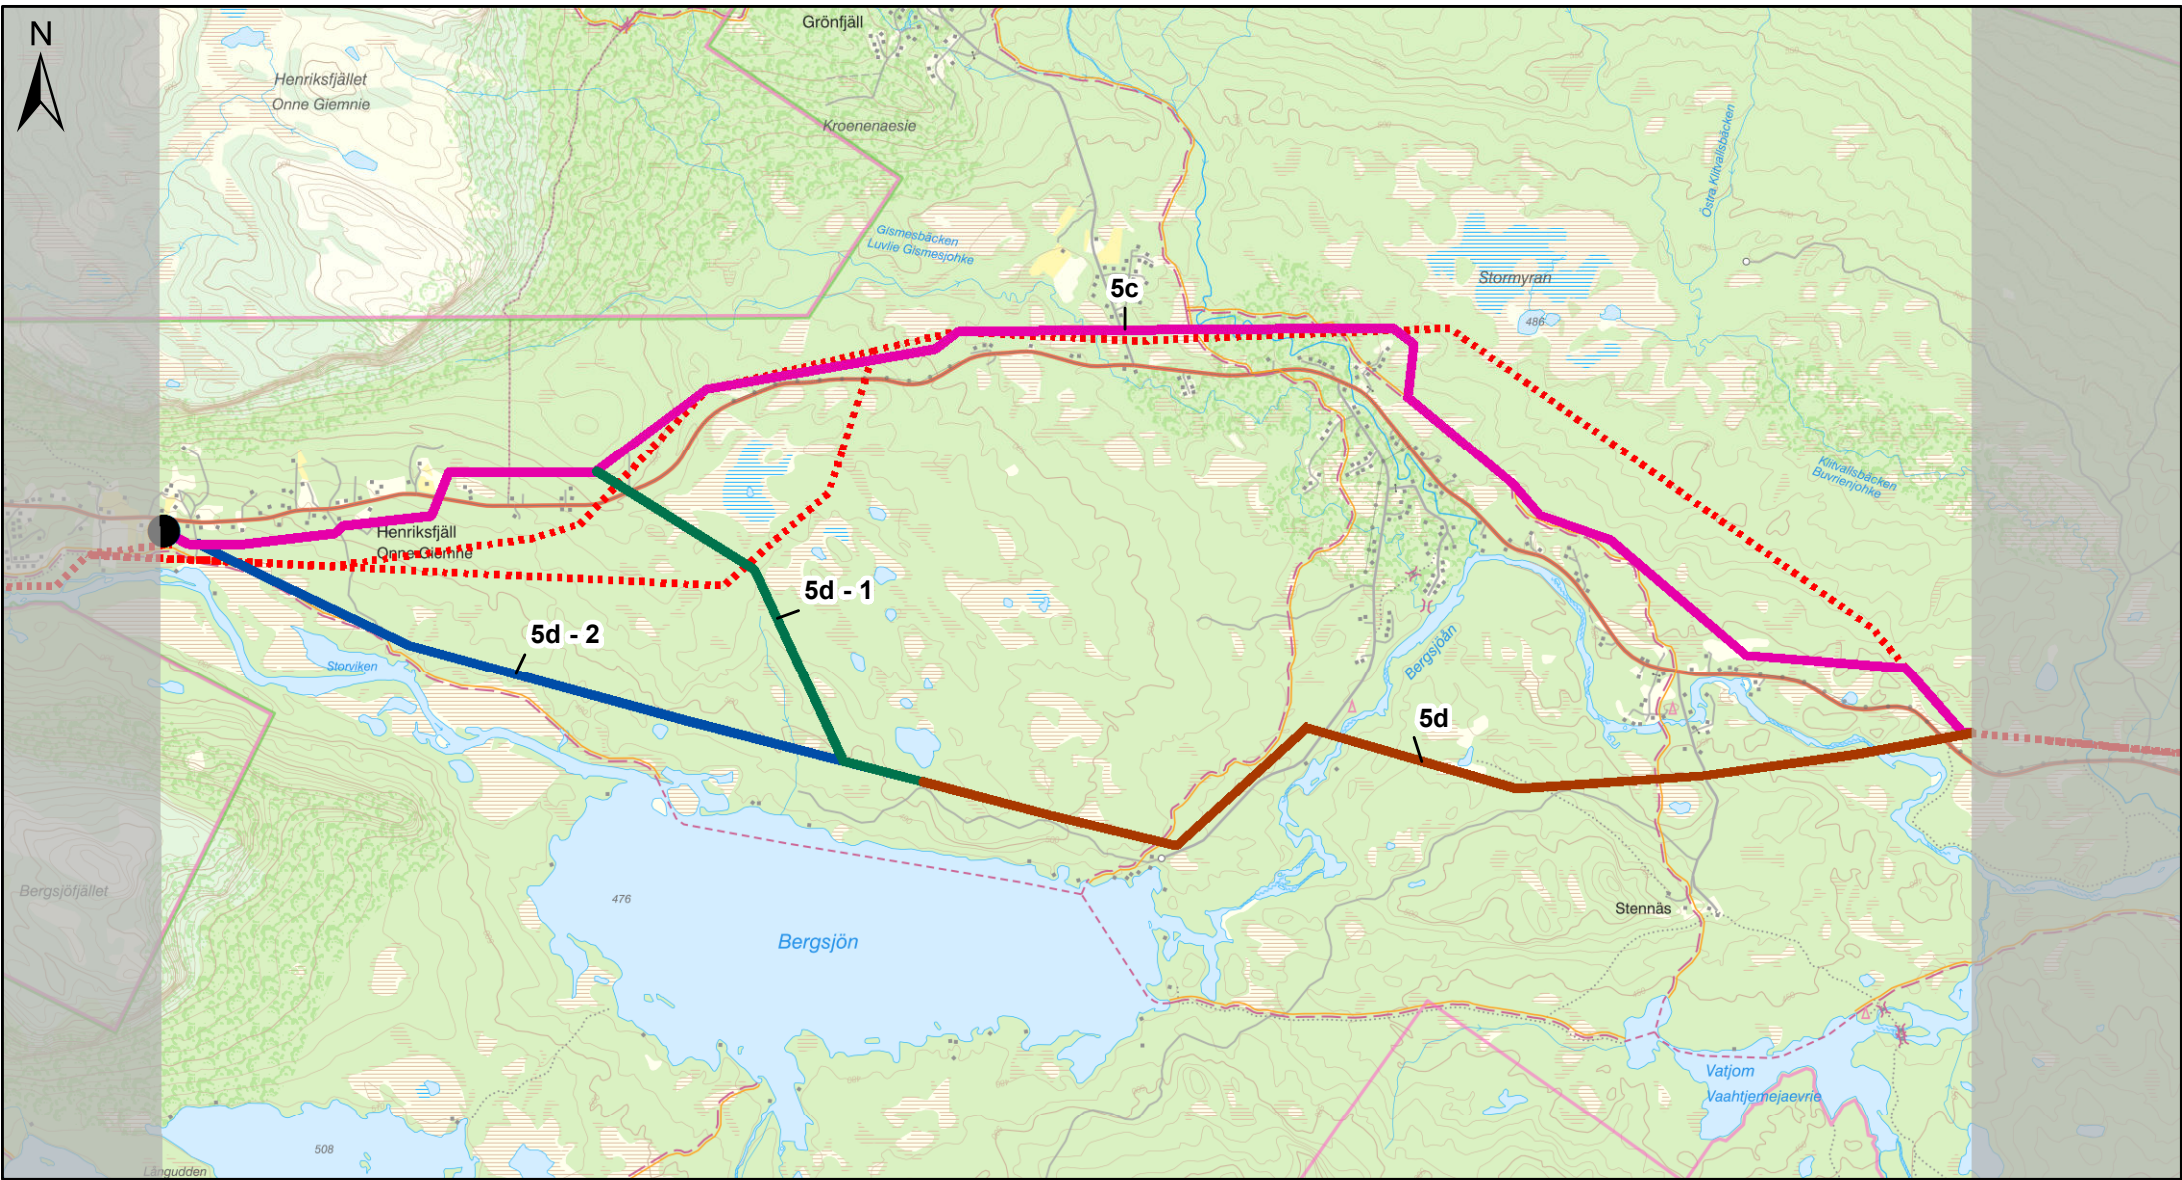 Grönfjäll
N
Henriksfjället
Onne Giemnie
Kroenenaesie
Östra Klitvallsbäcken
Gismesbäcken
Luvlie Gismesjohke
5c
Stormyran
486
Klitvallsbäcken
Buvrienjohke
Henriksfjäll
Onne Giemne
5d - 1
5d - 2
Storviken
Bergsjöån
5d
Bergsjöfjället
476
Stennäs
Bergsjön
Vatjom
Vaahtjemejaevrie
508
Långudden